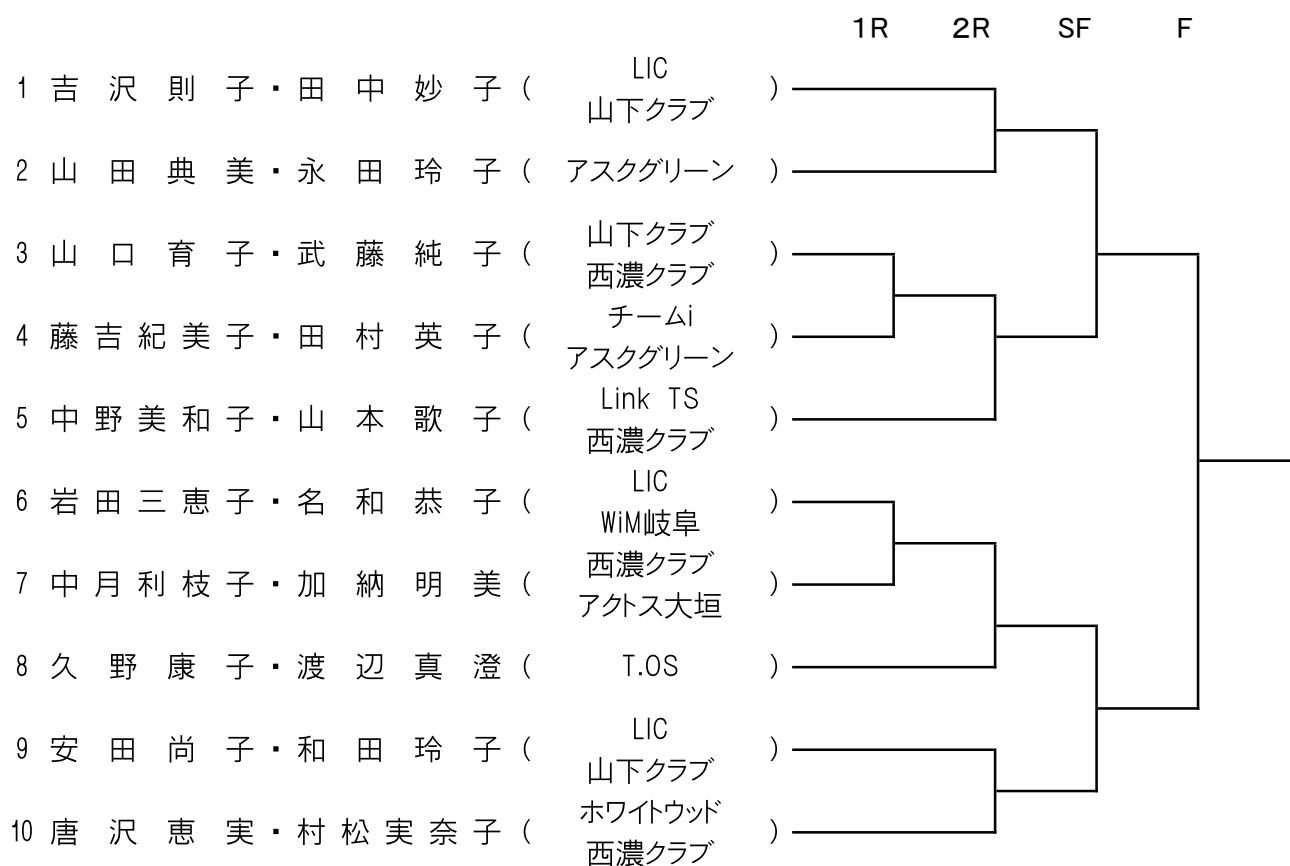 1R 2R SF F
LIC
1 吉沢則子・田中妙子( )
山下クラブ
2 山田典美・永田玲子( アスクグリーン )
山下クラブ
3 山口育子・武藤純子( )
西濃クラブ
チームi
4 藤吉紀美子・田村英子( )
アスクグリーン
Link TS
5 中野美和子・山本歌子( )
西濃クラブ
LIC
6 岩田三恵子・名和恭子( )
WiM岐阜
西濃クラブ
7 中月利枝子・加納明美( )
アクトス大垣
8 久野康子・渡辺真澄( T.OS )
LIC
9 安田尚子・和田玲子( )
山下クラブ
ホワイトウッド
10 唐沢恵実・村松実奈子( )
西濃クラブ